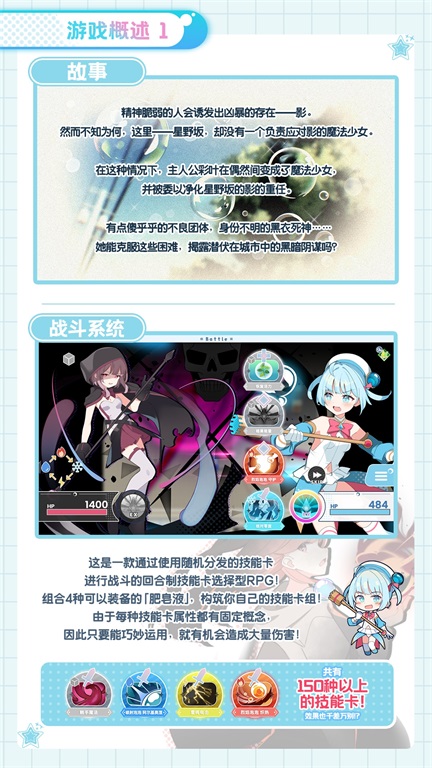 游戏概述 1
故事
精神脆弱的人会诱发出凶暴的存在——影。
然而不知为何，这里——星野坂，却没有一个负责应对影的魔法少女。
在这种情况下，主人公彩叶在偶然间变成了魔法少女，
并被委以净化星野坂的影的重任。
有点傻乎乎的不良团体，身份不明的黑衣死神……
她能克服这些困难，揭露潜伏在城市中的黑暗阴谋吗？
战斗系统
Battle
HP 1400
EX
HP 484
这是一款通过使用随机分发的技能卡
进行战斗的回合制技能卡选择型RPG！
组合4种可以装备的「肥皂液」，构筑你自己的技能卡组！
由于每种技能卡属性都有固定概念，
因此只要能巧妙运用，就有机会造成大量伤害！
共有
150种以上
的技能卡！
效果也千差万别!?